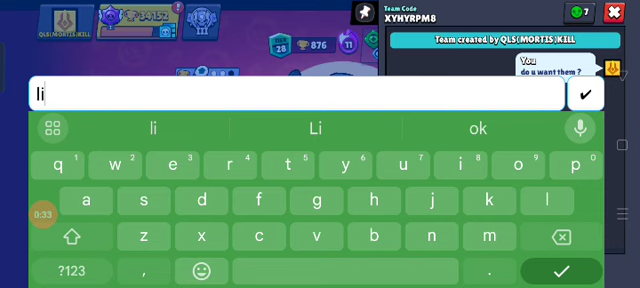 Team Code
XYHYRPM8
7
QLS(MORTIS)KILL
34152
TIER
28
876
11
Team created by QLS(MORTIS)KILL
You
do u want them ?
li
li Li ok
q 1 w 2 e 3 r 4 t 5 y 6 u 7 i 8 o 9 p 0
a s d f g h j k l
0:33
z x c v b n m
?123 , .